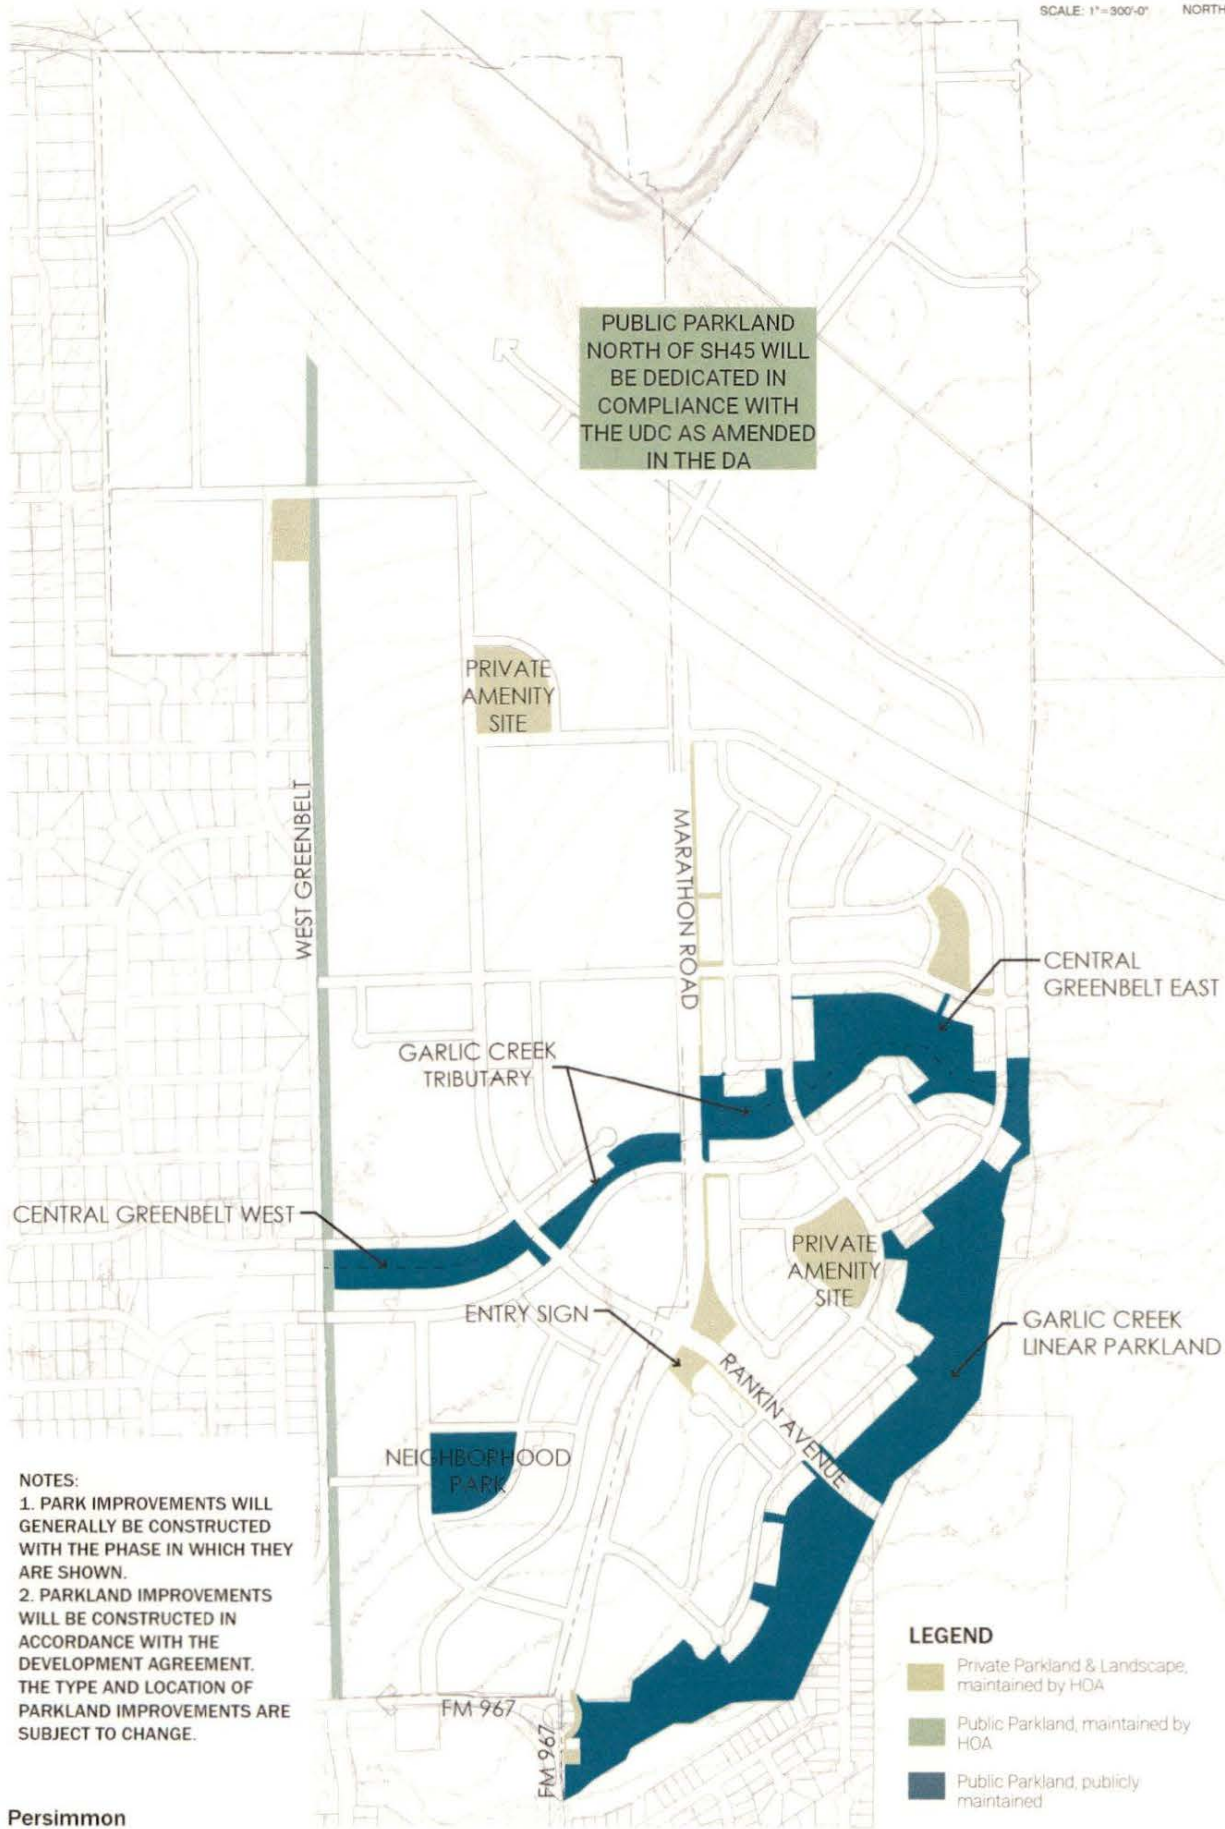 SCALE: 1"=300'-0" NORTH
PUBLIC PARKLAND
NORTH OF SH45 WILL
BE DEDICATED IN
COMPLIANCE WITH
THE UDC AS AMENDED
IN THE DA
PRIVATE
AMENITY
SITE
WEST GREENBELT
MARATHON ROAD
CENTRAL
GREENBELT EAST
GARLIC CREEK
TRIBUTARY
CENTRAL GREENBELT WEST
PRIVATE
AMENITY
SITE
ENTRY SIGN
GARLIC CREEK
LINEAR PARKLAND
RANKIN AVENUE
NEIGHBORHOOD
PARK
NOTES:
1. PARK IMPROVEMENTS WILL
GENERALLY BE CONSTRUCTED
WITH THE PHASE IN WHICH THEY
ARE SHOWN.
2. PARKLAND IMPROVEMENTS
WILL BE CONSTRUCTED IN
ACCORDANCE WITH THE
DEVELOPMENT AGREEMENT.
THE TYPE AND LOCATION OF
PARKLAND IMPROVEMENTS ARE
SUBJECT TO CHANGE.
FM 967
FM 967
LEGEND
Private Parkland & Landscape,
maintained by HOA
Public Parkland, maintained by
HOA
Public Parkland, publicly
maintained
Persimmon